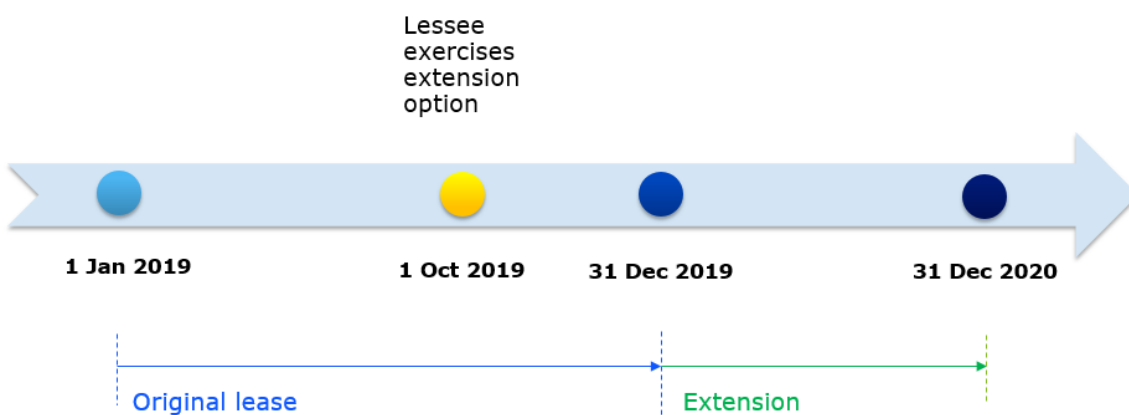 Lessee
exercises
extension
option
1 Jan 2019
1 Oct 2019
31 Dec 2019
31 Dec 2020
Original lease
Extension